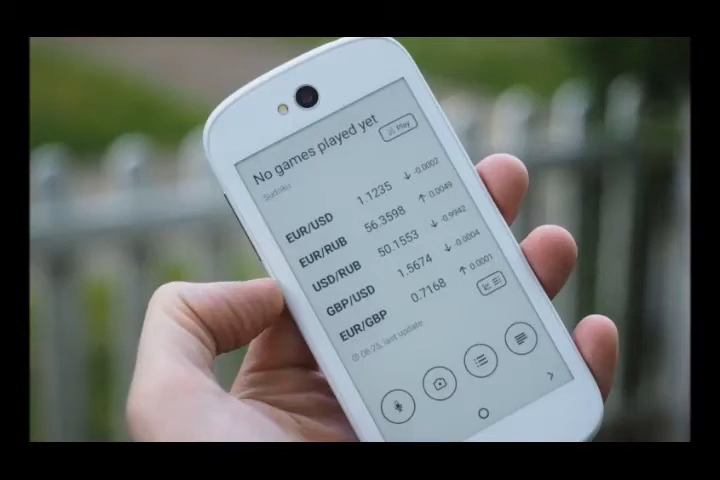 No games played yet
Play
Sudoku
EUR/USD 1.1235 ↓ -0.0002
EUR/RUB 56.3598 ↑ 0.0049
USD/RUB 50.1553 ↓ -0.9942
GBP/USD 1.5674 ↓ -0.0004
EUR/GBP 0.7168 ↑ 0.0001
06:25, last update